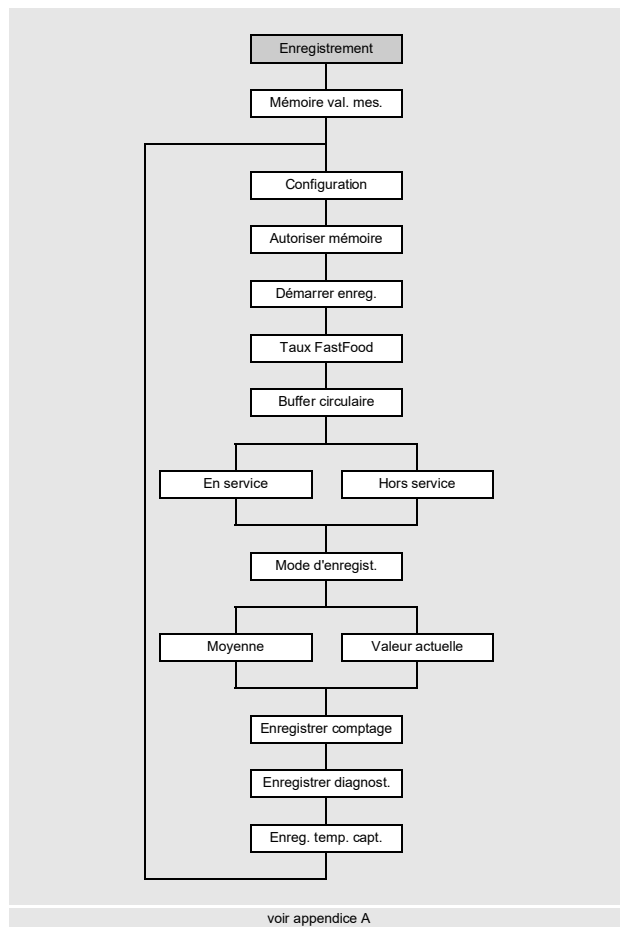 Enregistrement
Mémoire val. mes.
Configuration
Autoriser mémoire
Démarrer enreg.
Taux FastFood
Buffer circulaire
En service
Hors service
Mode d'enregist.
Moyenne
Valeur actuelle
Enregistrer comptage
Enregistrer diagnost.
Enreg. temp. capt.
voir appendice A